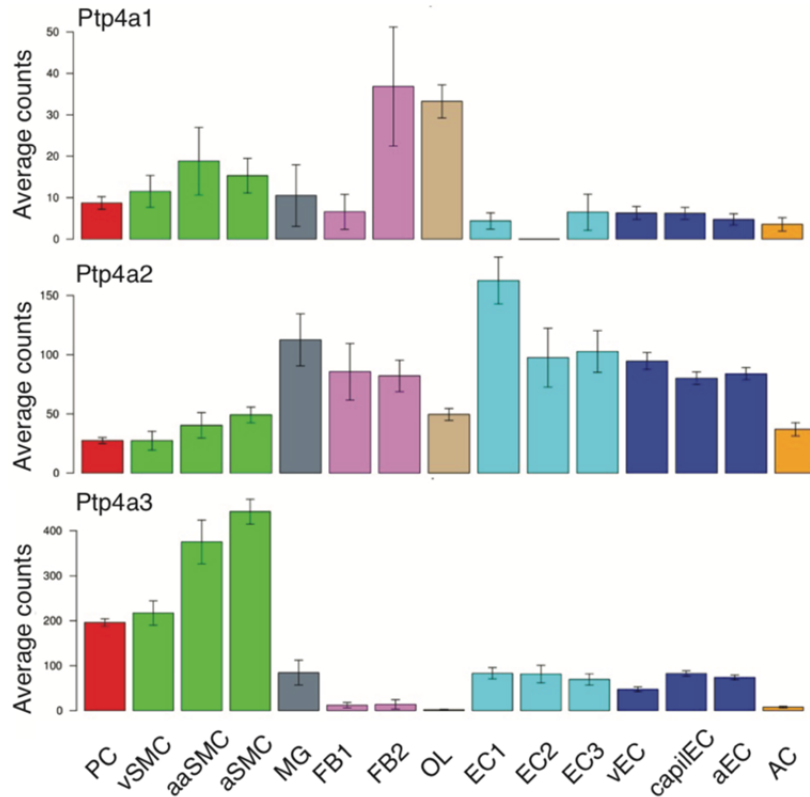 Ptp4a1
Average counts
50
40
30
20
10
0
Ptp4a2
Average counts
150
100
50
0
Ptp4a3
Average counts
400
300
200
100
0
PC vSMC aaSMC aSMC MG FB1 FB2 OL EC1 EC2 EC3 vEC capilEC aEC AC